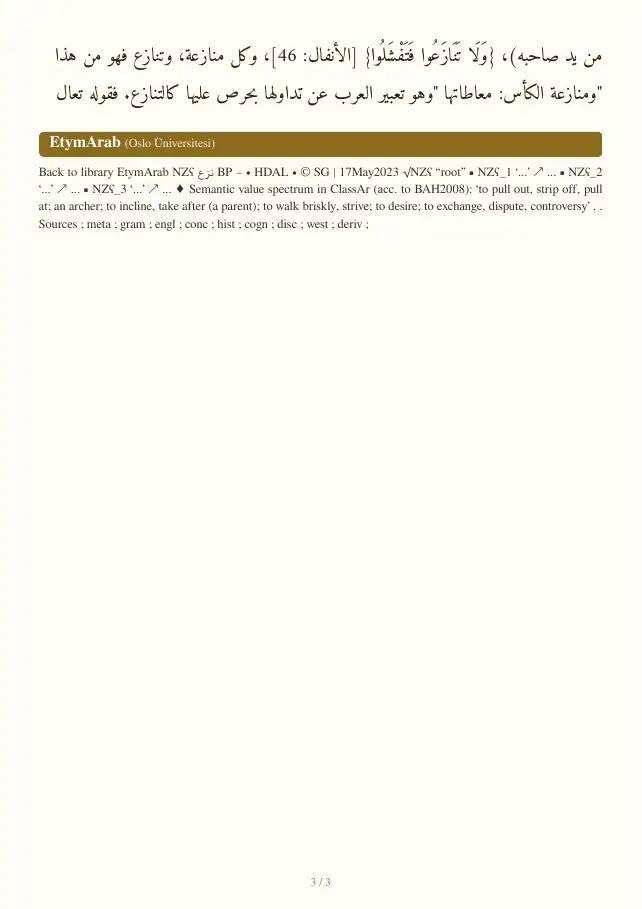 من يد صاحبه)، {وَلَا تَنَازَعُوا فَتَفْشَلُوا} [الأنفال: 46]، وكل منازعة، وتنازع فهو من هذا
"ومنازعة الكأس: معاطاتها "وهو تعبير العرب عن تداولها بحرص عليها كالتنازع. فقوله تعال
EtymArab (Oslo Üniversitesi)
Back to library EtymArab NZʕ نزع BP – • HDAL • © SG | 17May2023 √NZʕ “root” ▪ NZʕ_1 ‘...’ ↗ ... ▪ NZʕ_2
‘...’ ↗ ... ▪ NZʕ_3 ‘...’ ↗ ... ♦ Semantic value spectrum in ClassAr (acc. to BAH2008): ‘to pull out, strip off, pull
at; an archer; to incline, take after (a parent); to walk briskly, strive; to desire; to exchange, dispute, controversy’ . .
Sources ; meta ; gram ; engl ; conc ; hist ; cogn ; disc ; west ; deriv ;
3 / 3